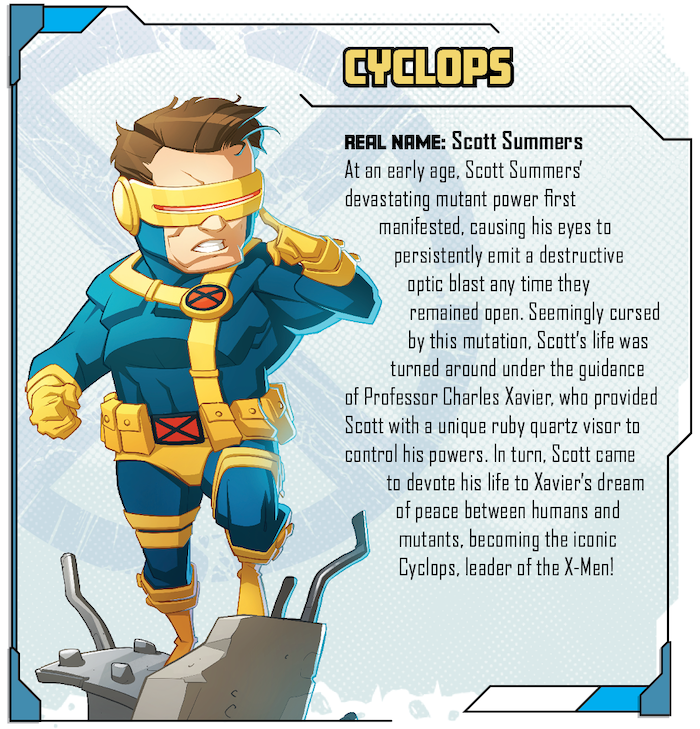 CYCLOPS
REAL NAME: Scott Summers
At an early age, Scott Summers'
devastating mutant power first
manifested, causing his eyes to
persistently emit a destructive
optic blast any time they
remained open. Seemingly cursed
by this mutation, Scott's life was
turned around under the guidance
of Professor Charles Xavier, who provided
Scott with a unique ruby quartz visor to
control his powers. In turn, Scott came
to devote his life to Xavier's dream
of peace between humans and
mutants, becoming the iconic
Cyclops, leader of the X-Men!